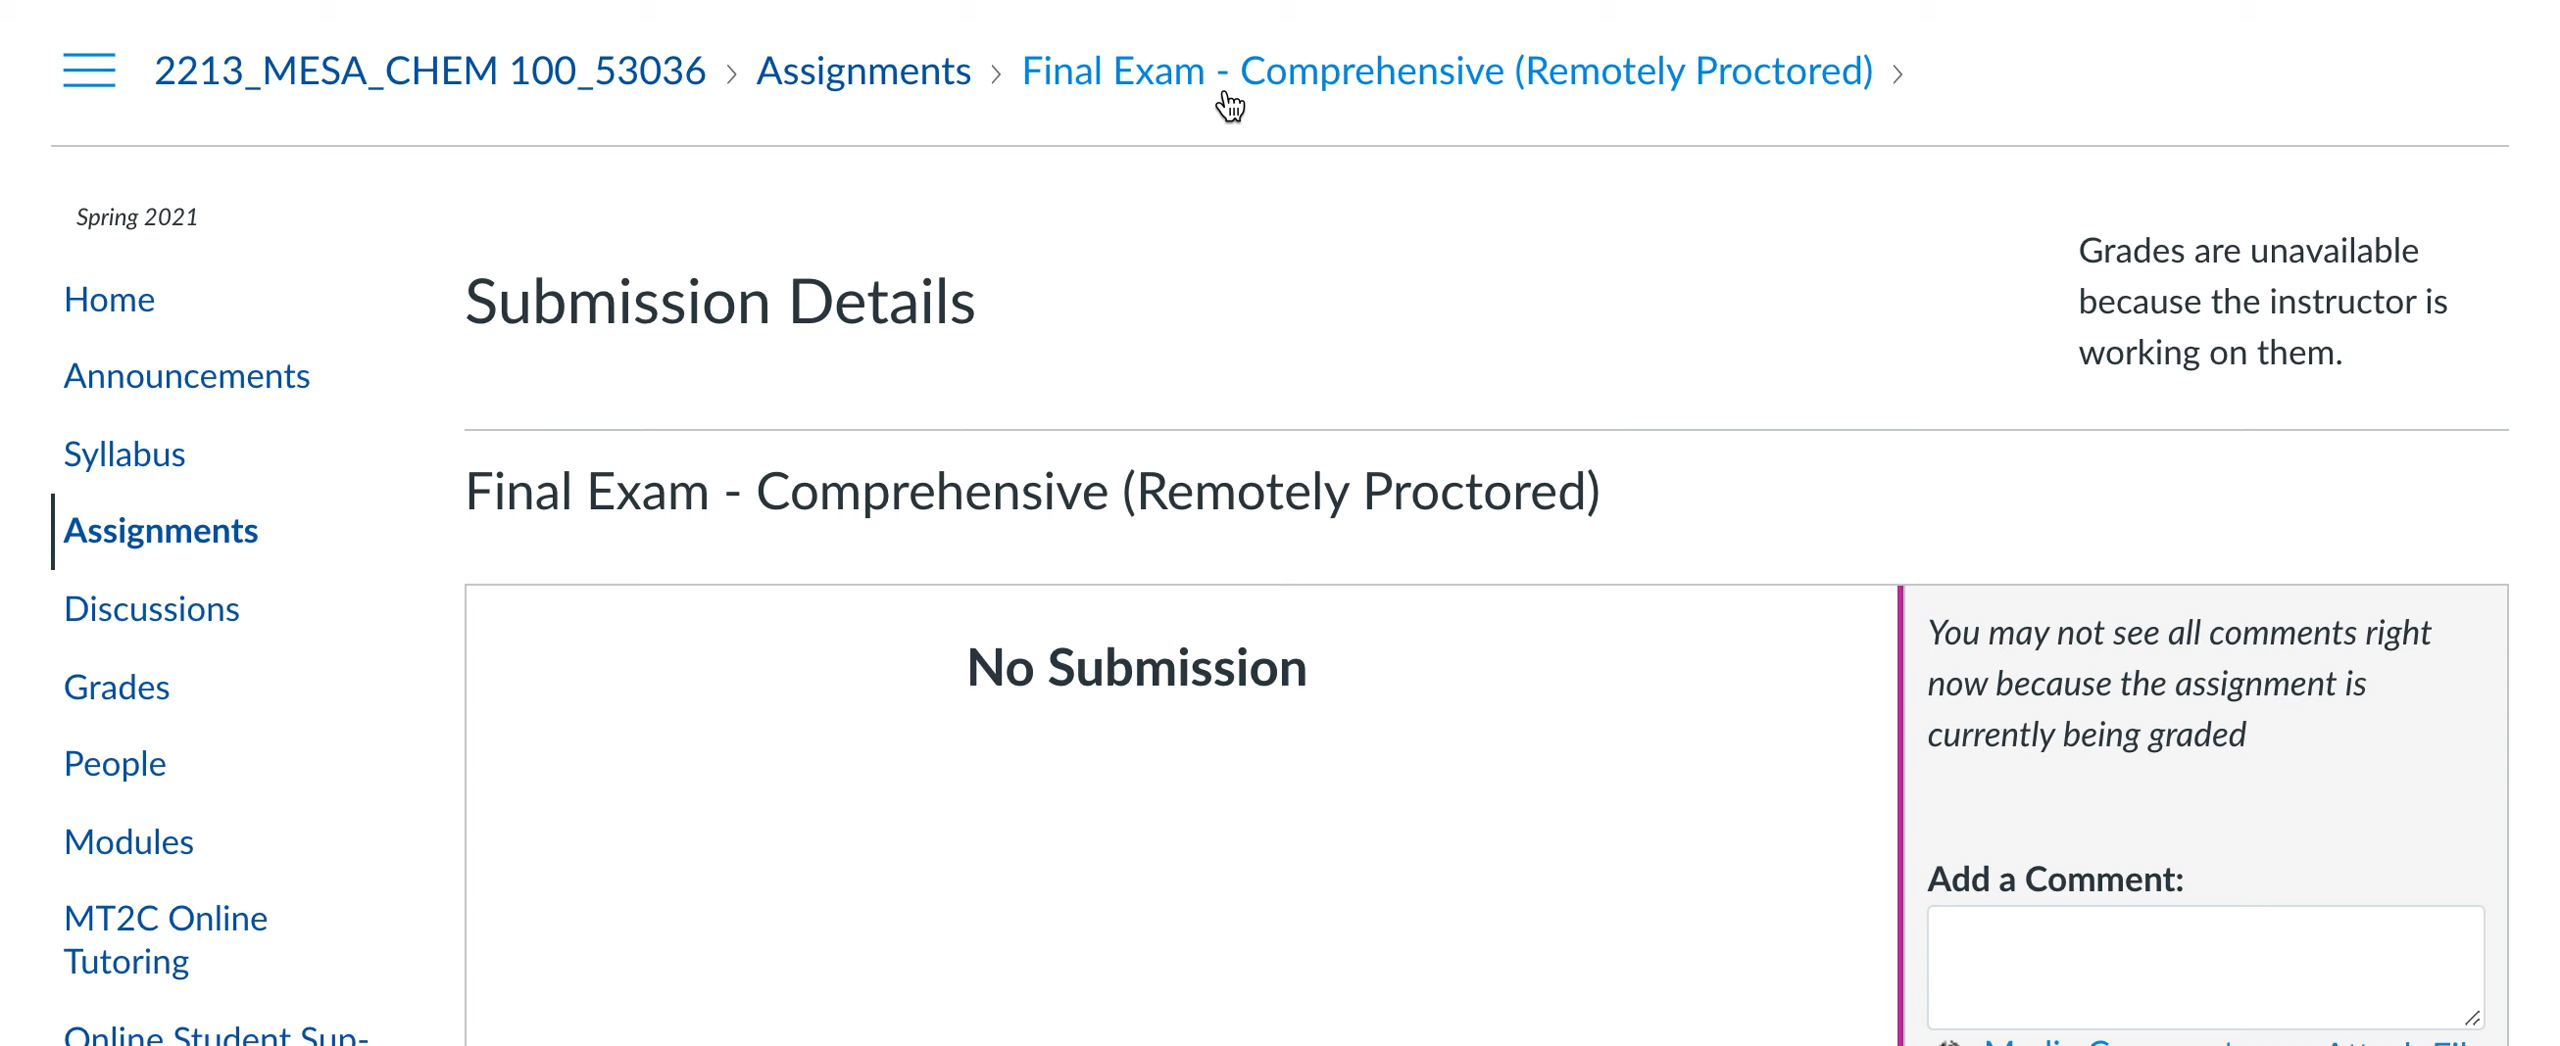 2213_MESA_CHEM 100_53036 › Assignments › Final Exam - Comprehensive (Remotely Proctored) ›
Spring 2021
Home
Announcements
Syllabus
Assignments
Discussions
Grades
People
Modules
MT2C Online
Tutoring
Online Student Sup-
Submission Details
Grades are unavailable
because the instructor is
working on them.
Final Exam - Comprehensive (Remotely Proctored)
No Submission
You may not see all comments right
now because the assignment is
currently being graded
Add a Comment: